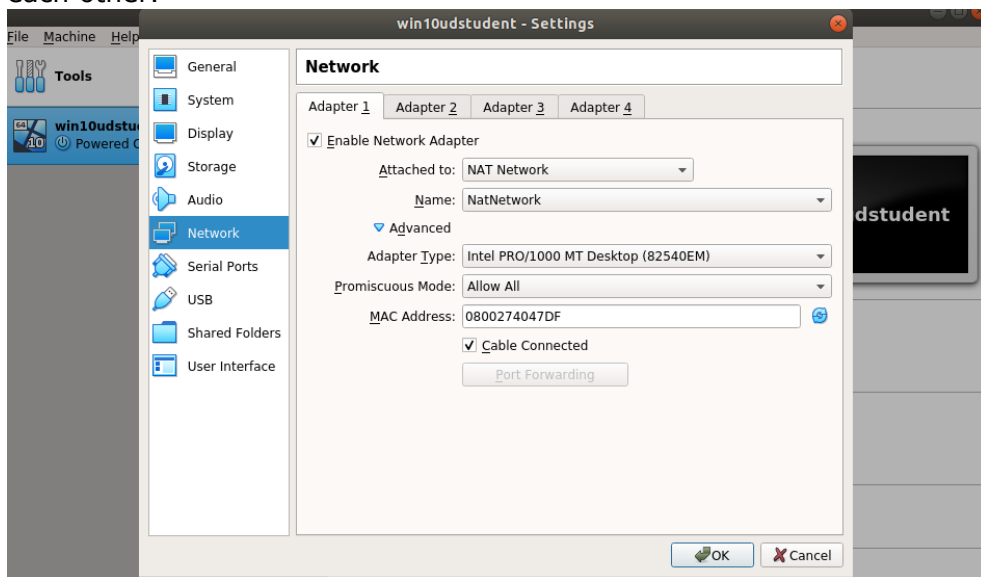 win10udstudent - Settings
File Machine Help
Tools
win10udstu
Powered
General
System
Display
Storage
Audio
Network
Serial Ports
USB
Shared Folders
User Interface
Network
Adapter 1 Adapter 2 Adapter 3 Adapter 4
Enable Network Adapter
Attached to: NAT Network
Name: NatNetwork
Advanced
Adapter Type: Intel PRO/1000 MT Desktop (82540EM)
Promiscuous Mode: Allow All
MAC Address: 0800274047DF
Cable Connected
Port Forwarding
OK Cancel
dstudent